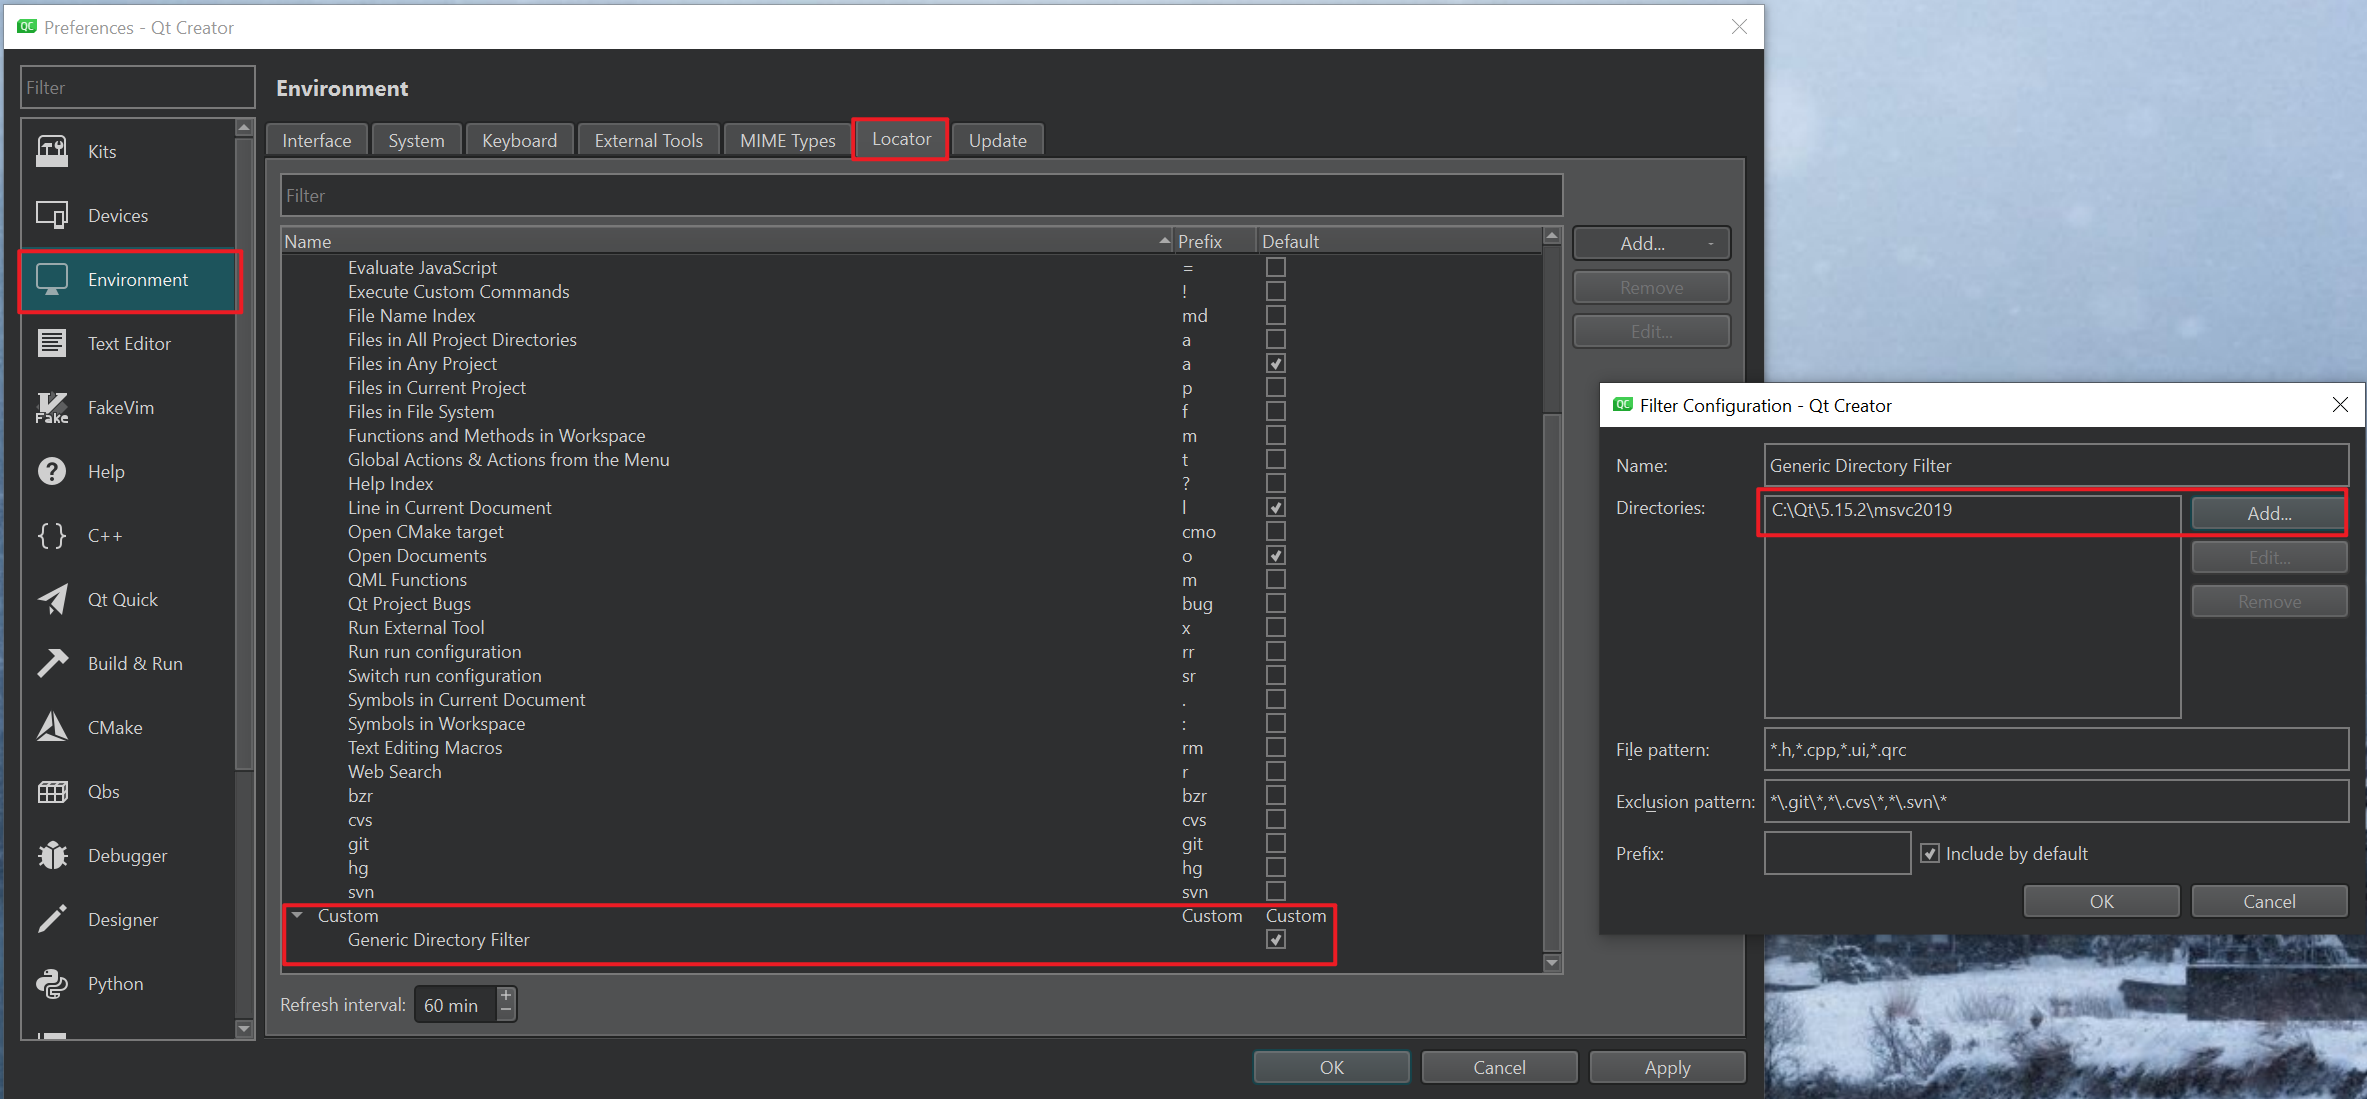 QC Preferences - Qt Creator
Filter
Kits
Devices
Environment
Text Editor
Fake
FakeVim
Help
C++
Qt Quick
Build & Run
CMake
Qbs
Debugger
Designer
Python
Environment
Interface System Keyboard External Tools MIME Types Locator Update
Filter
Name Prefix Default
Evaluate JavaScript =
Execute Custom Commands !
File Name Index md
Files in All Project Directories a
Files in Any Project a
Files in Current Project p
Files in File System f
Functions and Methods in Workspace m
Global Actions & Actions from the Menu t
Help Index ?
Line in Current Document l
Open CMake target cmo
Open Documents o
QML Functions m
Qt Project Bugs bug
Run External Tool x
Run run configuration rr
Switch run configuration sr
Symbols in Current Document .
Symbols in Workspace :
Text Editing Macros rm
Web Search r
bzr bzr
cvs cvs
git git
hg hg
svn svn
Custom Custom Custom
Generic Directory Filter
Add...
Remove
Edit...
Refresh interval: 60 min
OK Cancel Apply
QC Filter Configuration - Qt Creator
Name: Generic Directory Filter
Directories: C:\Qt\5.15.2\msvc2019 Add...
Edit...
Remove
File pattern: *.h,*.cpp,*.ui,*.qrc
Exclusion pattern: *\.git\*,*\.cvs\*,*\.svn\*
Prefix: Include by default
OK Cancel